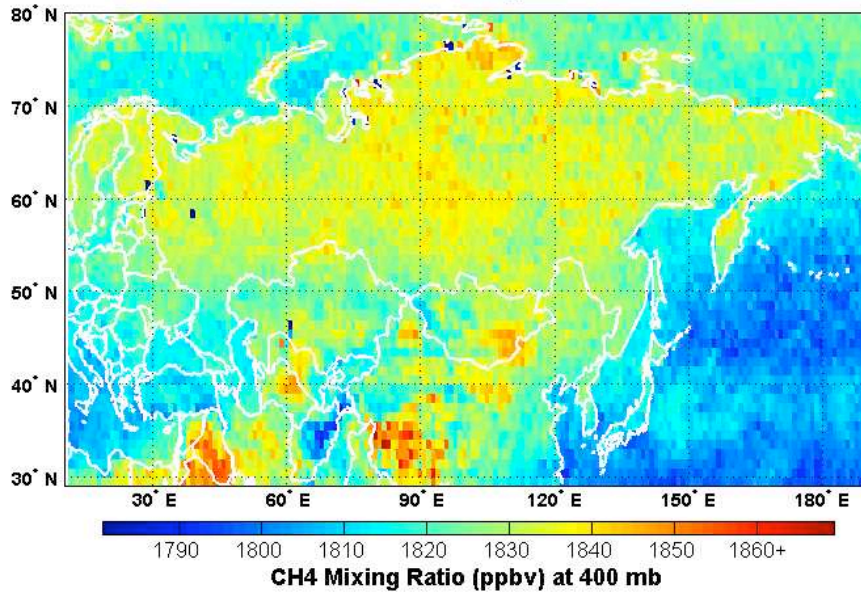 80° N
70° N
60° N
50° N
40° N
30° N
30° E 60° E 90° E 120° E 150° E 180° E
1790 1800 1810 1820 1830 1840 1850 1860+
CH4 Mixing Ratio (ppbv) at 400 mb